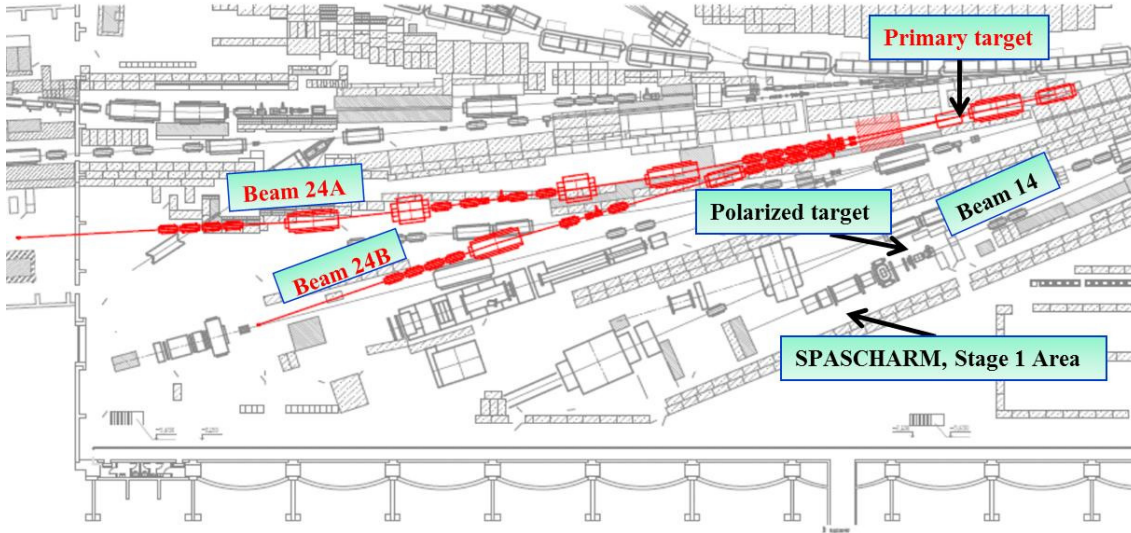 Primary target
Beam 24A
Beam 14
Polarized target
Beam 24B
SPASCHARM, Stage 1 Area